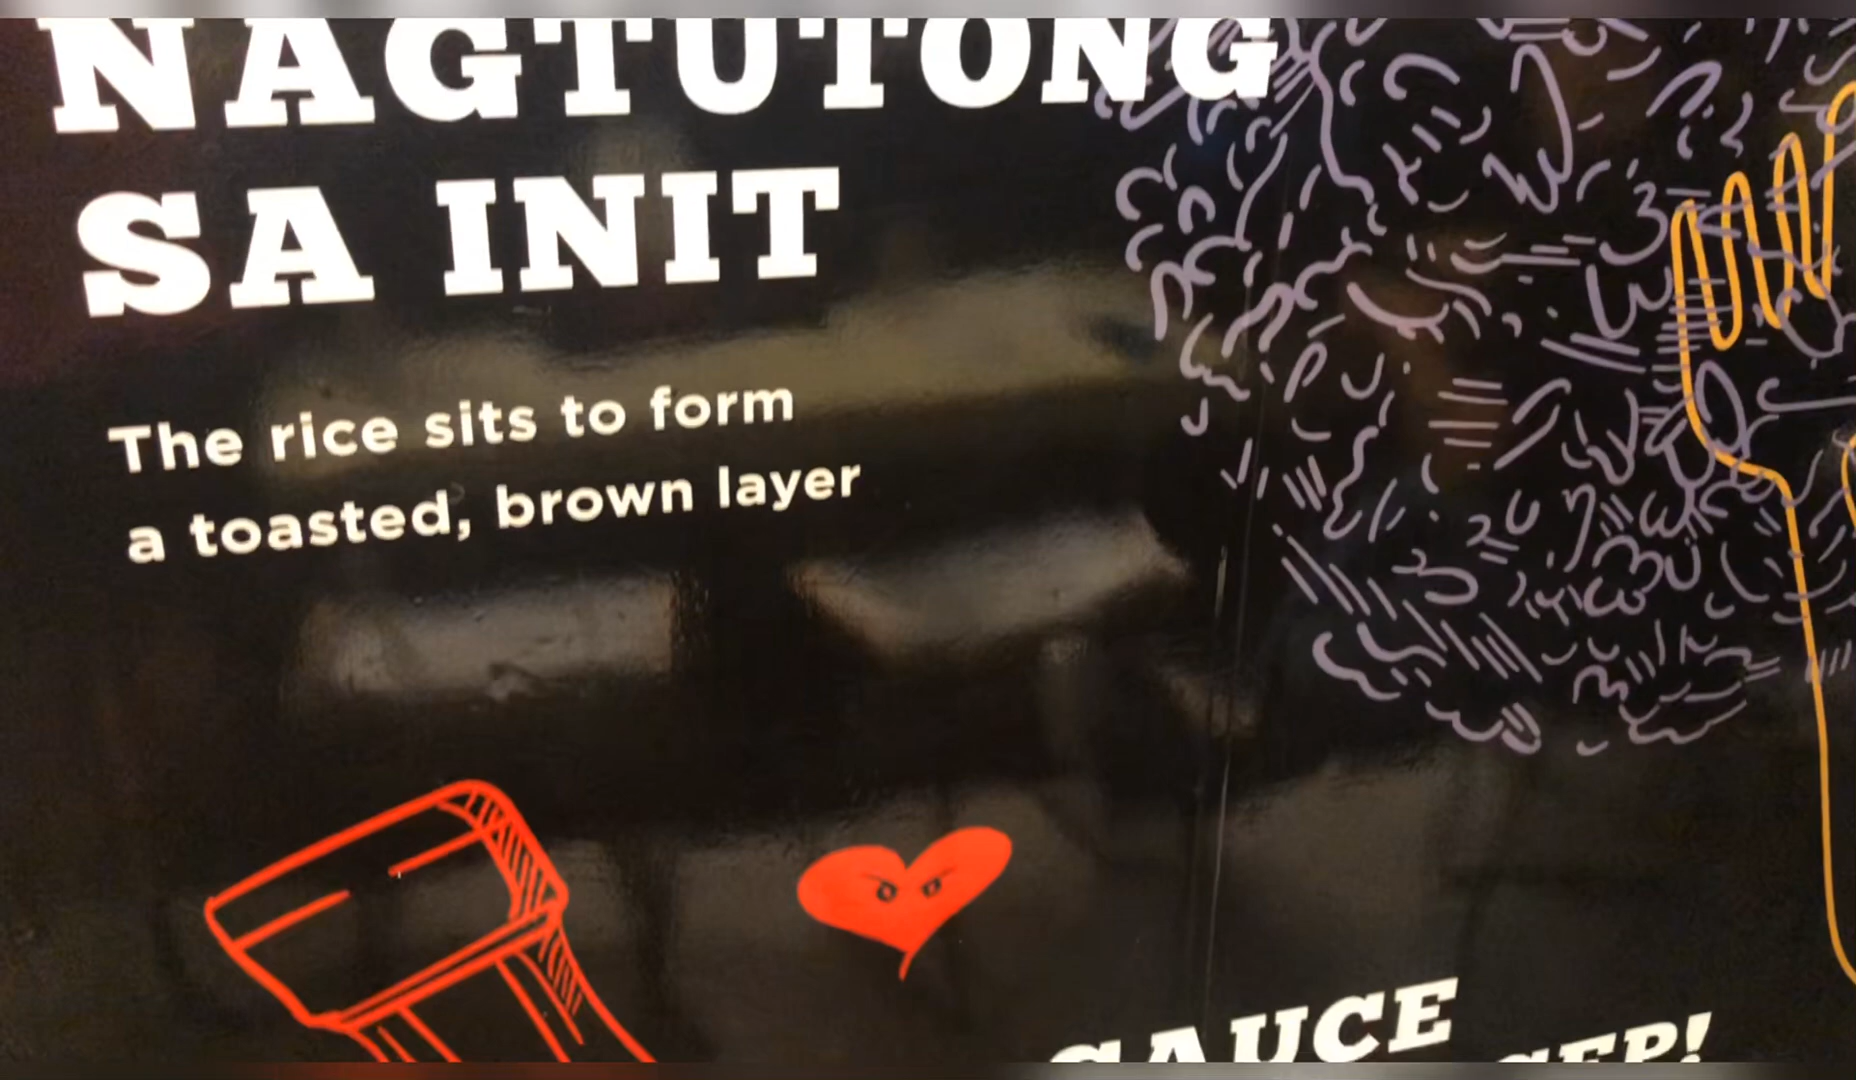 NAGTUTONG
SA INIT
The rice sits to form
a toasted, brown layer
SAUCE